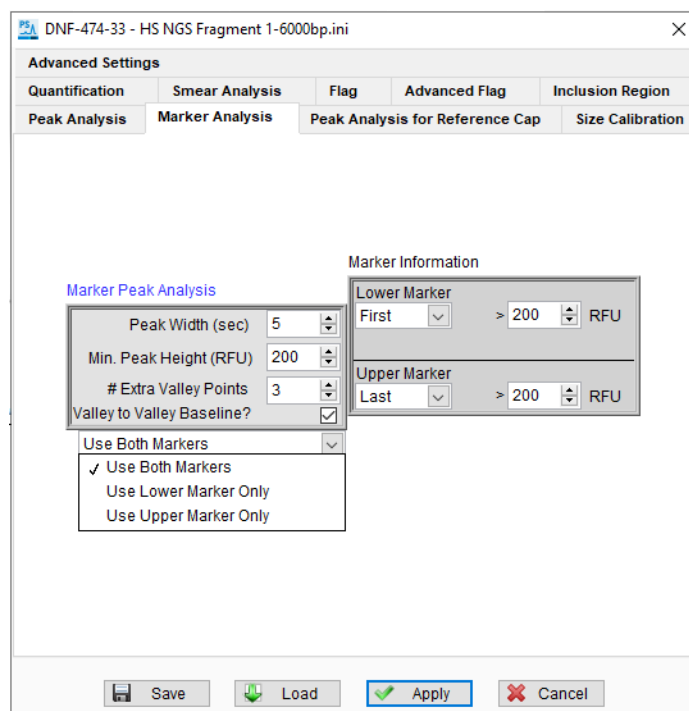 PS DNF-474-33 - HS NGS Fragment 1-6000bp.ini
Advanced Settings
Quantification Smear Analysis Flag Advanced Flag Inclusion Region
Peak Analysis Marker Analysis Peak Analysis for Reference Cap Size Calibration
Marker Information
Marker Peak Analysis
Lower Marker
Peak Width (sec) 5 First > 200 RFU
Min. Peak Height (RFU) 200
# Extra Valley Points 3 Upper Marker
Valley to Valley Baseline? Last > 200 RFU
Use Both Markers
✓ Use Both Markers
Use Lower Marker Only
Use Upper Marker Only
Save Load Apply Cancel